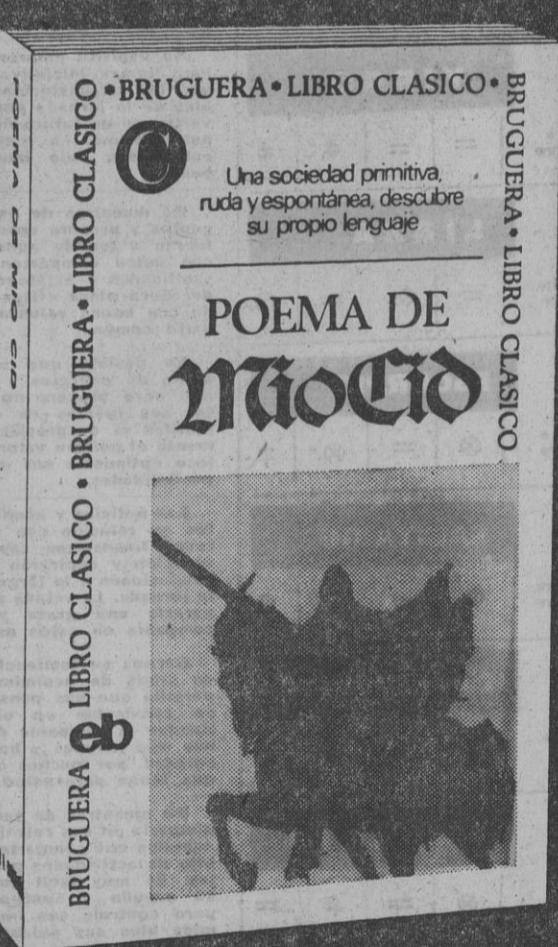 POEMA DE MIO CID
• BRUGUERA • LIBRO CLASICO •
BRUGUERA • LIBRO CLASICO
BRUGUERA eb LIBRO CLASICO • BRUGUERA • LIBRO CLASICO
C
Una sociedad primitiva,
ruda y espontánea, descubre
su propio lenguaje
POEMA DE
MioCid